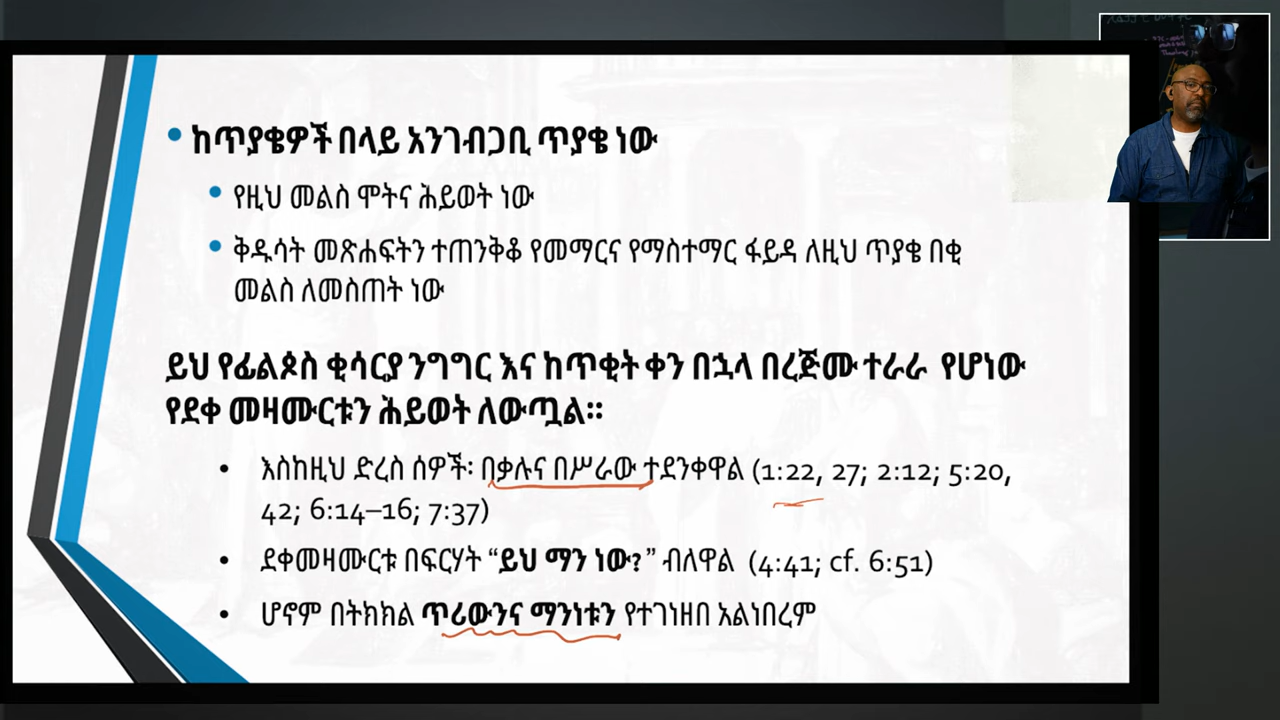 • ከጥያቄዎች በላይ አንገብጋቢ ጥያቄ ነው
• የዚህ መልስ ሞትና ሕይወት ነው
• ቅዱሳት መጽሐፍትን ተጠንቅቆ የመማርና የማስተማር ፋይዳ ለዚህ ጥያቄ በቂ
መልስ ለመስጠት ነው
ይህ የፊልጶስ ቂሳርያ ንግግር እና ከጥቂት ቀን በኋላ በረጅሙ ተራራ የሆነው
የደቀ መዛሙርቱን ሕይወት ለውጧል።
• እስከዚህ ድረስ ሰዎች፡ በቃሉና በሥራው ተደንቀዋል (1:22, 27; 2:12; 5:20,
42; 6:14–16; 7:37)
• ደቀመዛሙርቱ በፍርሃት “ይህ ማን ነው?” ብለዋል (4:41; cf. 6:51)
• ሆኖም በትክክል ጥሪውንና ማንነቱን የተገነዘበ አልነበረም